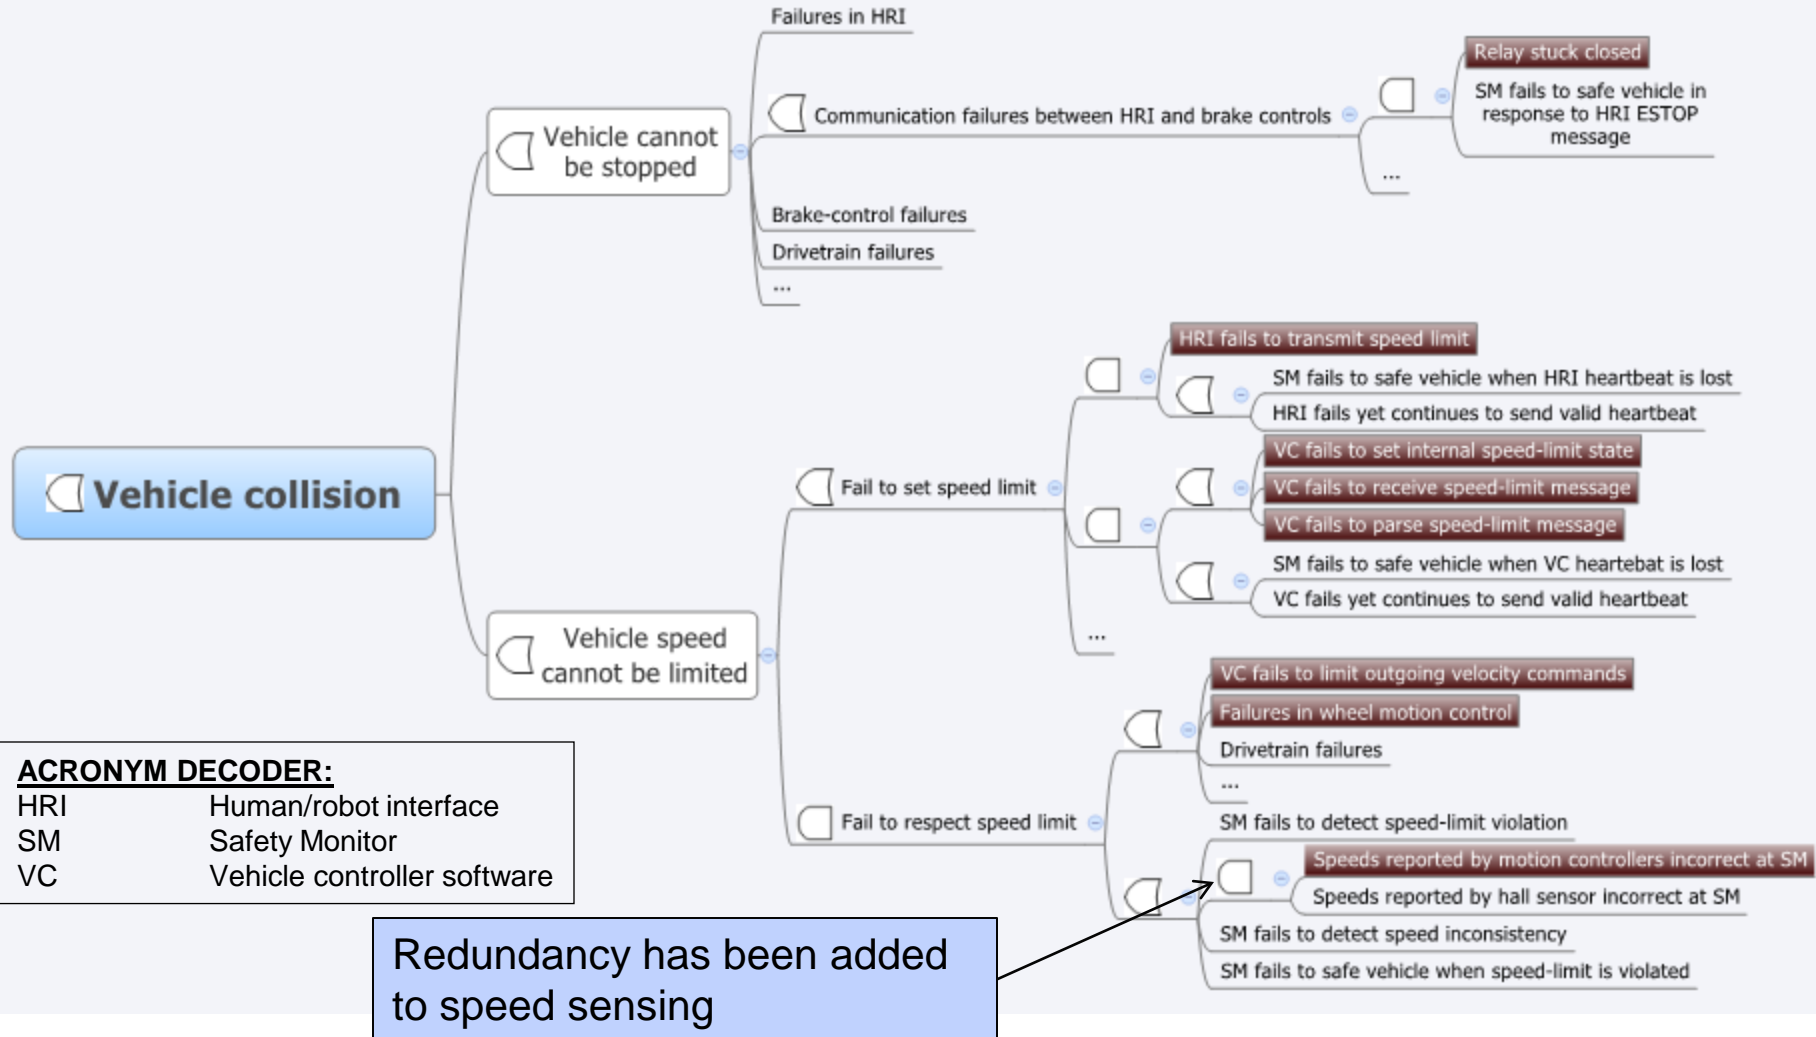 Failures in HRI
Relay stuck closed
SM fails to safe vehicle in
response to HRI ESTOP
message
Communication failures between HRI and brake controls
...
Vehicle cannot
be stopped
Brake-control failures
Drivetrain failures
...
HRI fails to transmit speed limit
SM fails to safe vehicle when HRI heartbeat is lost
HRI fails yet continues to send valid heartbeat
VC fails to set internal speed-limit state
VC fails to receive speed-limit message
VC fails to parse speed-limit message
Fail to set speed limit
Vehicle collision
SM fails to safe vehicle when VC heartebat is lost
VC fails yet continues to send valid heartbeat
...
Vehicle speed
cannot be limited
VC fails to limit outgoing velocity commands
Failures in wheel motion control
Drivetrain failures
...
Fail to respect speed limit
SM fails to detect speed-limit violation
Speeds reported by motion controllers incorrect at SM
Speeds reported by hall sensor incorrect at SM
SM fails to detect speed inconsistency
SM fails to safe vehicle when speed-limit is violated
ACRONYM DECODER:
HRI Human/robot interface
SM Safety Monitor
VC Vehicle controller software
Redundancy has been added
to speed sensing